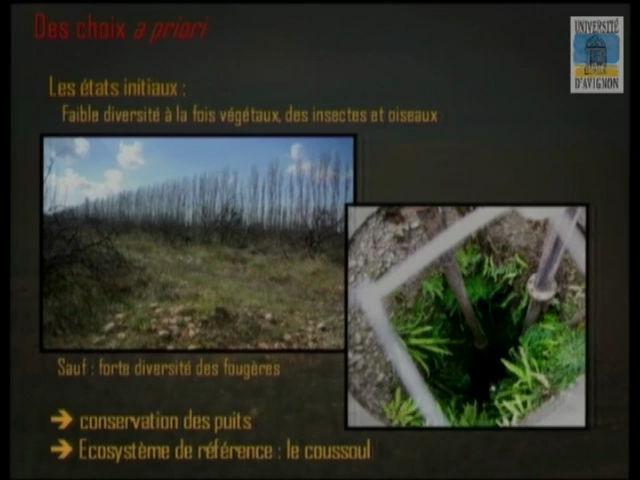 Des choix a priori
UNIVERSITÉ
D'AVIGNON
Les états initiaux :
Faible diversité à la fois végétaux, des insectes et oiseaux
Sauf : forte diversité des fougères
➔ conservation des puits
➔ Ecosystème de référence : le coussoul